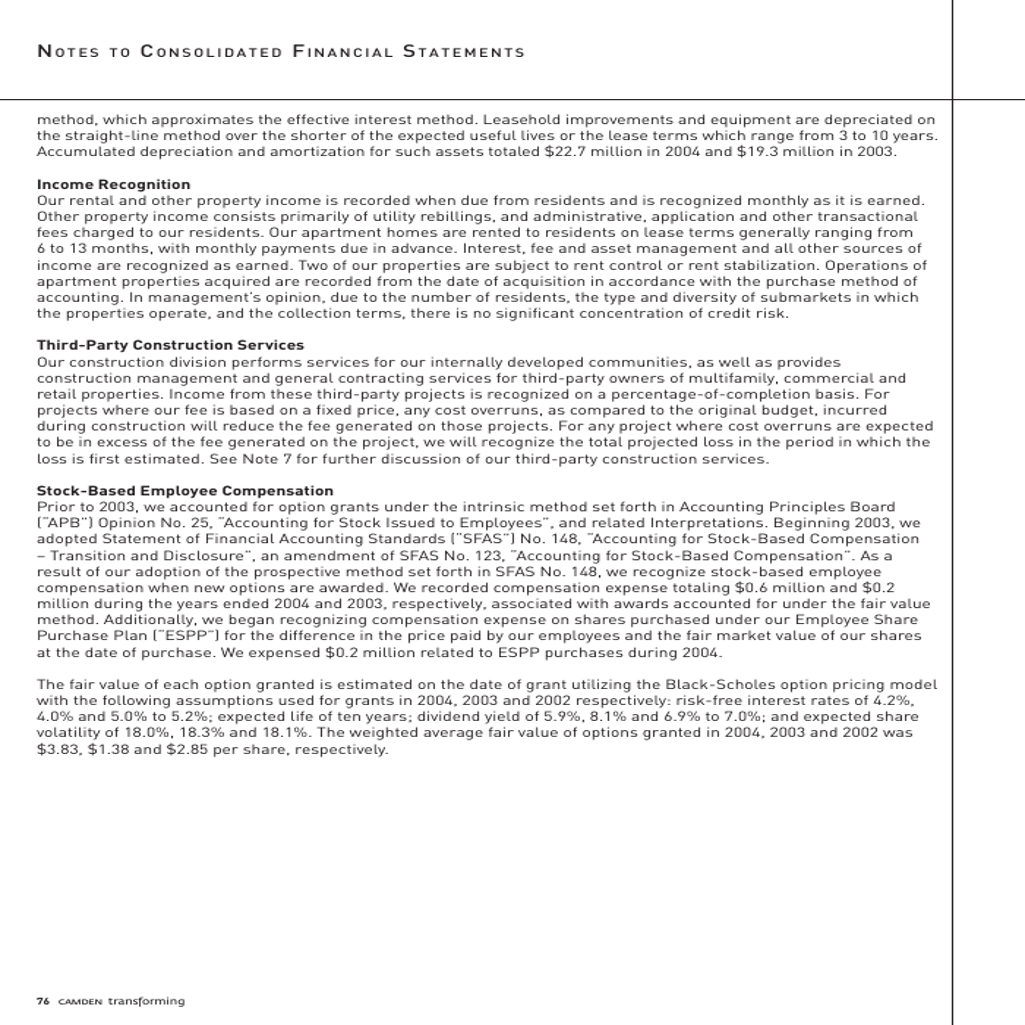 Notes to Consolidated Financial Statements
method, which approximates the effective interest method. Leasehold improvements and equipment are depreciated on
the straight-line method over the shorter of the expected useful lives or the lease terms which range from 3 to 10 years.
Accumulated depreciation and amortization for such assets totaled $22.7 million in 2004 and $19.3 million in 2003.
Income Recognition
Our rental and other property income is recorded when due from residents and is recognized monthly as it is earned.
Other property income consists primarily of utility rebillings, and administrative, application and other transactional
fees charged to our residents. Our apartment homes are rented to residents on lease terms generally ranging from
6 to 13 months, with monthly payments due in advance. Interest, fee and asset management and all other sources of
income are recognized as earned. Two of our properties are subject to rent control or rent stabilization. Operations of
apartment properties acquired are recorded from the date of acquisition in accordance with the purchase method of
accounting. In management's opinion, due to the number of residents, the type and diversity of submarkets in which
the properties operate, and the collection terms, there is no significant concentration of credit risk.
Third-Party Construction Services
Our construction division performs services for our internally developed communities, as well as provides
construction management and general contracting services for third-party owners of multifamily, commercial and
retail properties. Income from these third-party projects is recognized on a percentage-of-completion basis. For
projects where our fee is based on a fixed price, any cost overruns, as compared to the original budget, incurred
during construction will reduce the fee generated on those projects. For any project where cost overruns are expected
to be in excess of the fee generated on the project, we will recognize the total projected loss in the period in which the
loss is first estimated. See Note 7 for further discussion of our third-party construction services.
Stock-Based Employee Compensation
Prior to 2003, we accounted for option grants under the intrinsic method set forth in Accounting Principles Board
("APB") Opinion No. 25, "Accounting for Stock Issued to Employees", and related Interpretations. Beginning 2003, we
adopted Statement of Financial Accounting Standards ("SFAS") No. 148, "Accounting for Stock-Based Compensation
– Transition and Disclosure", an amendment of SFAS No. 123, "Accounting for Stock-Based Compensation". As a
result of our adoption of the prospective method set forth in SFAS No. 148, we recognize stock-based employee
compensation when new options are awarded. We recorded compensation expense totaling $0.6 million and $0.2
million during the years ended 2004 and 2003, respectively, associated with awards accounted for under the fair value
method. Additionally, we began recognizing compensation expense on shares purchased under our Employee Share
Purchase Plan ("ESPP") for the difference in the price paid by our employees and the fair market value of our shares
at the date of purchase. We expensed $0.2 million related to ESPP purchases during 2004.
The fair value of each option granted is estimated on the date of grant utilizing the Black-Scholes option pricing model
with the following assumptions used for grants in 2004, 2003 and 2002 respectively: risk-free interest rates of 4.2%,
4.0% and 5.0% to 5.2%; expected life of ten years; dividend yield of 5.9%, 8.1% and 6.9% to 7.0%; and expected share
volatility of 18.0%, 18.3% and 18.1%. The weighted average fair value of options granted in 2004, 2003 and 2002 was
$3.83, $1.38 and $2.85 per share, respectively.
76 CAMDEN transforming